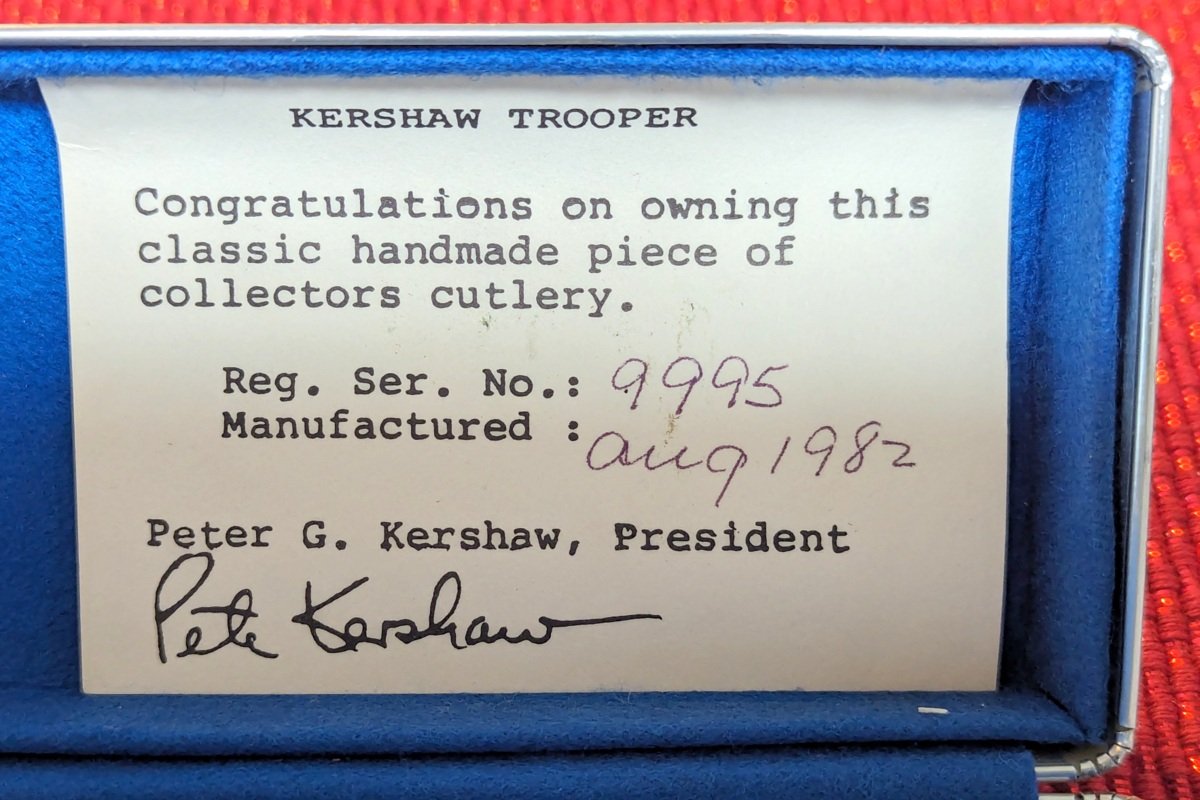 KERSHAW TROOPER
Congratulations on owning this
classic handmade piece of
collectors cutlery.
Reg. Ser. No.: 9995
Manufactured : Aug 1982
Peter G. Kershaw, President
Pete Kershaw